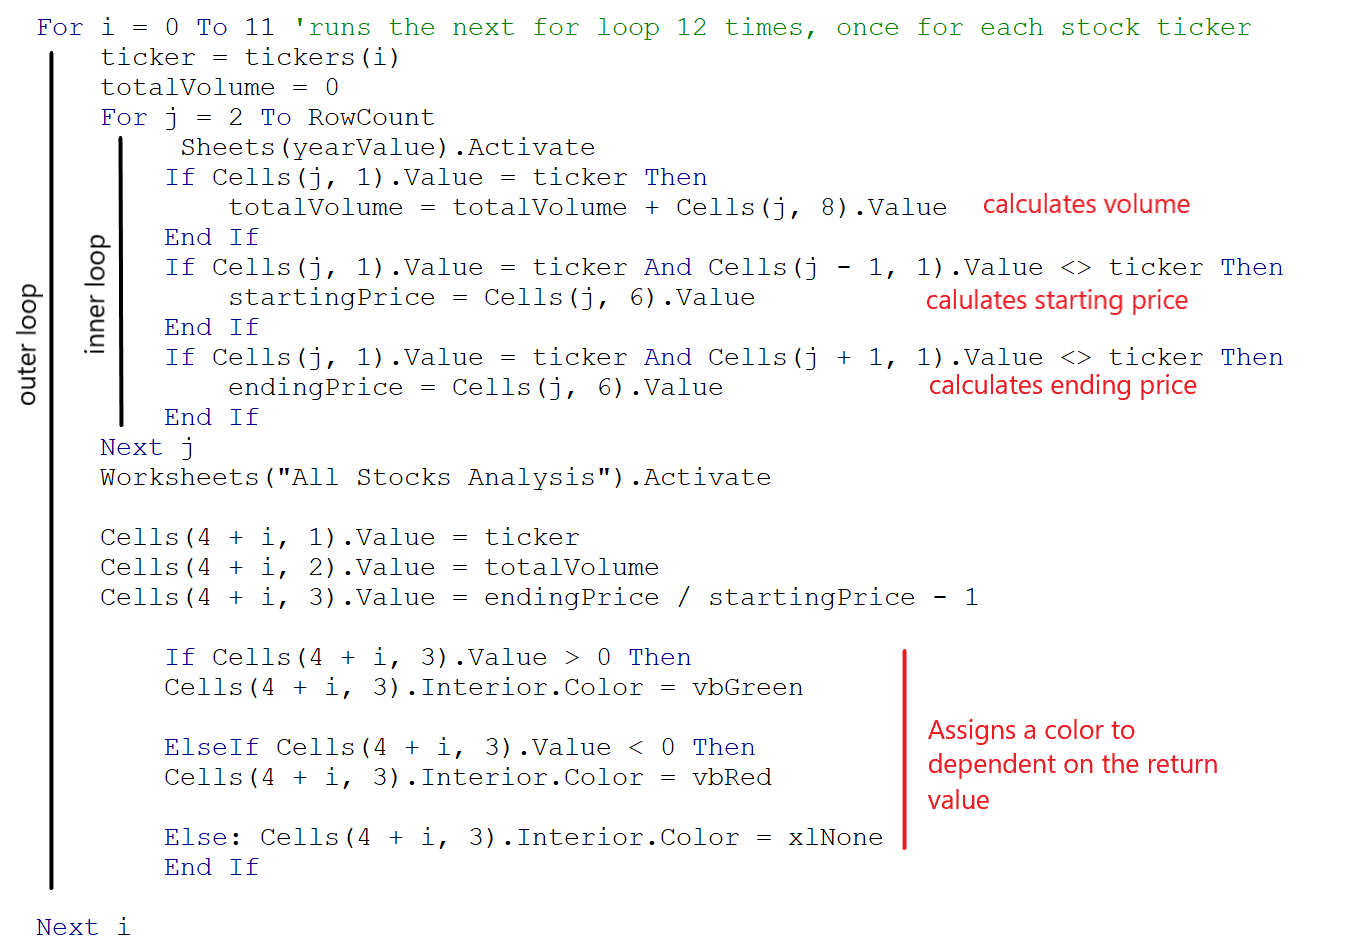 For i = 0 To 11 'runs the next for loop 12 times, once for each stock ticker
ticker = tickers(i)
totalVolume = 0
For j = 2 To RowCount
Sheets(yearValue).Activate
If Cells(j, 1).Value = ticker Then
totalVolume = totalVolume + Cells(j, 8).Value
calculates volume
End If
If Cells(j, 1).Value = ticker And Cells(j - 1, 1).Value <> ticker Then
startingPrice = Cells(j, 6).Value
calulates starting price
End If
If Cells(j, 1).Value = ticker And Cells(j + 1, 1).Value <> ticker Then
endingPrice = Cells(j, 6).Value
calculates ending price
End If
inner loop
outer loop
Next j
Worksheets("All Stocks Analysis").Activate
Cells(4 + i, 1).Value = ticker
Cells(4 + i, 2).Value = totalVolume
Cells(4 + i, 3).Value = endingPrice / startingPrice - 1
If Cells(4 + i, 3).Value > 0 Then
Cells(4 + i, 3).Interior.Color = vbGreen
ElseIf Cells(4 + i, 3).Value < 0 Then
Cells(4 + i, 3).Interior.Color = vbRed
Else: Cells(4 + i, 3).Interior.Color = xlNone
End If
Assigns a color to
dependent on the return
value
Next i